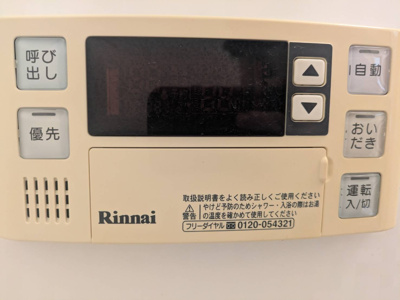 呼び
出し
自動
優先
おい
だき
運転
入/切
取扱説明書をよく読み正しくご使用ください
警告
やけど予防のためシャワー・入浴の際はお湯
の温度を確かめて使用してください
Rinnai
フリーダイヤル 0120-054321